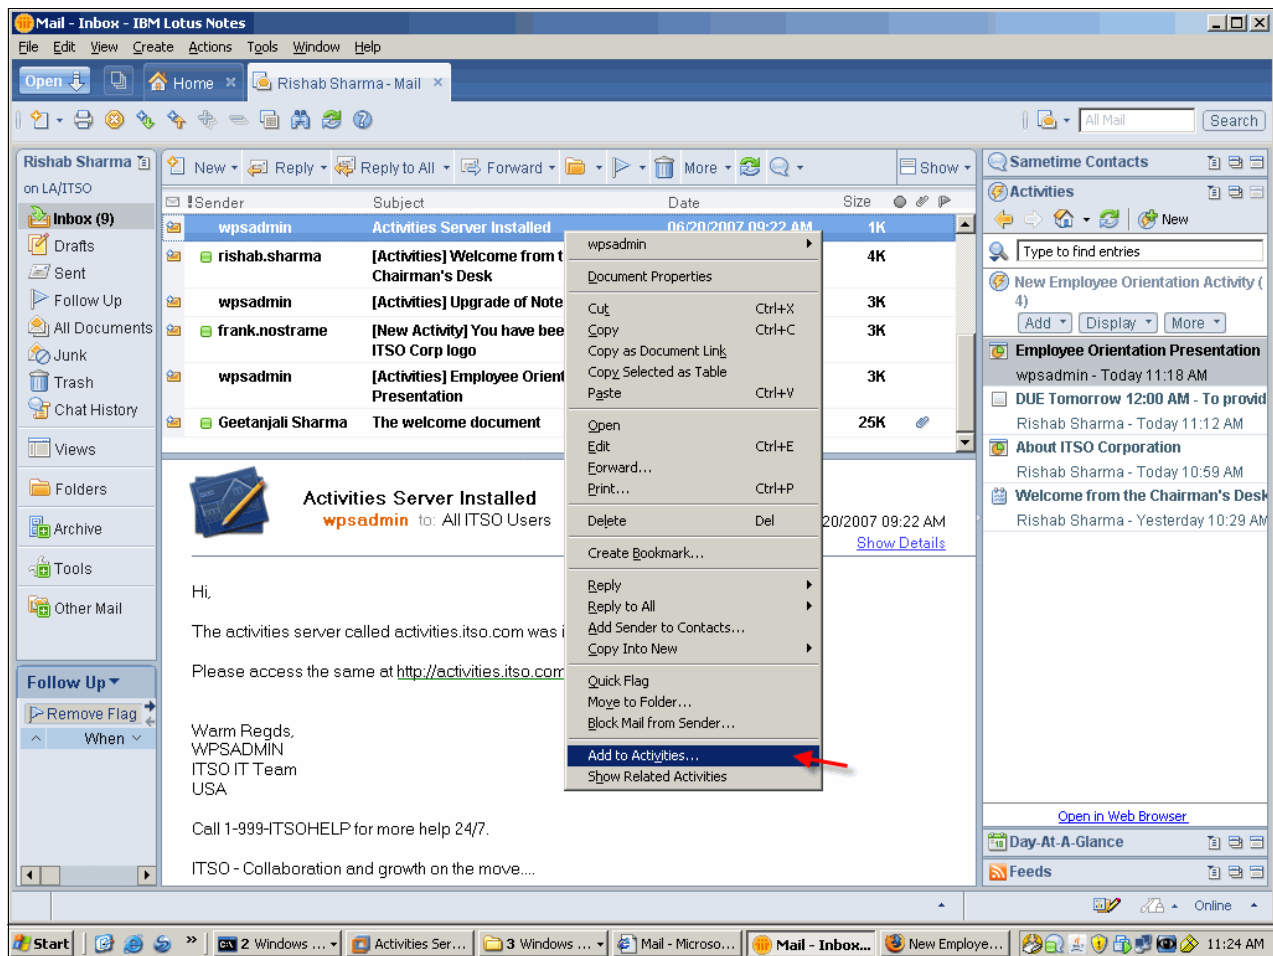 Mail - Inbox - IBM Lotus Notes
File Edit View Create Actions Tools Window Help
Open Home Rishab Sharma - Mail
All Mail Search
Rishab Sharma
on LA/ITSO
Inbox (9)
Drafts
Sent
Follow Up
All Documents
Junk
Trash
Chat History
Views
Folders
Archive
Tools
Other Mail
Follow Up
Remove Flag
When
New Reply Reply to All Forward More Show
! Sender Subject Date Size
wpsadmin Activities Server Installed 06/20/2007 09:22 AM 1K
rishab.sharma [Activities] Welcome from t 4K
Chairman's Desk
wpsadmin [Activities] Upgrade of Note 3K
frank.nostrame [New Activity] You have bee 3K
ITSO Corp logo
wpsadmin [Activities] Employee Orient 3K
Presentation
Geetanjali Sharma The welcome document 25K
Activities Server Installed
wpsadmin to: All ITSO Users 20/2007 09:22 AM
Show Details
Hi,
The activities server called activities.itso.com was i
Please access the same at http://activities.itso.com
Warm Regds,
WPSADMIN
ITSO IT Team
USA
Call 1-999-ITSOHELP for more help 24/7.
ITSO - Collaboration and growth on the move....
wpsadmin
Document Properties
Cut Ctrl+X
Copy Ctrl+C
Copy as Document Link
Copy Selected as Table
Paste Ctrl+V
Open
Edit Ctrl+E
Forward...
Print... Ctrl+P
Delete Del
Create Bookmark...
Reply
Reply to All
Add Sender to Contacts...
Copy Into New
Quick Flag
Move to Folder...
Block Mail from Sender...
Add to Activities...
Show Related Activities
Sametime Contacts
Activities
New
Type to find entries
New Employee Orientation Activity (
4)
Add Display More
Employee Orientation Presentation
wpsadmin - Today 11:18 AM
DUE Tomorrow 12:00 AM - To provid
Rishab Sharma - Today 11:12 AM
About ITSO Corporation
Rishab Sharma - Today 10:59 AM
Welcome from the Chairman's Desk
Rishab Sharma - Yesterday 10:29 AM
Open in Web Browser
Day-At-A-Glance
Feeds
Online
Start » 2 Windows ... Activities Ser... 3 Windows ... Mail - Microso... Mail - Inbox... New Employe... 11:24 AM